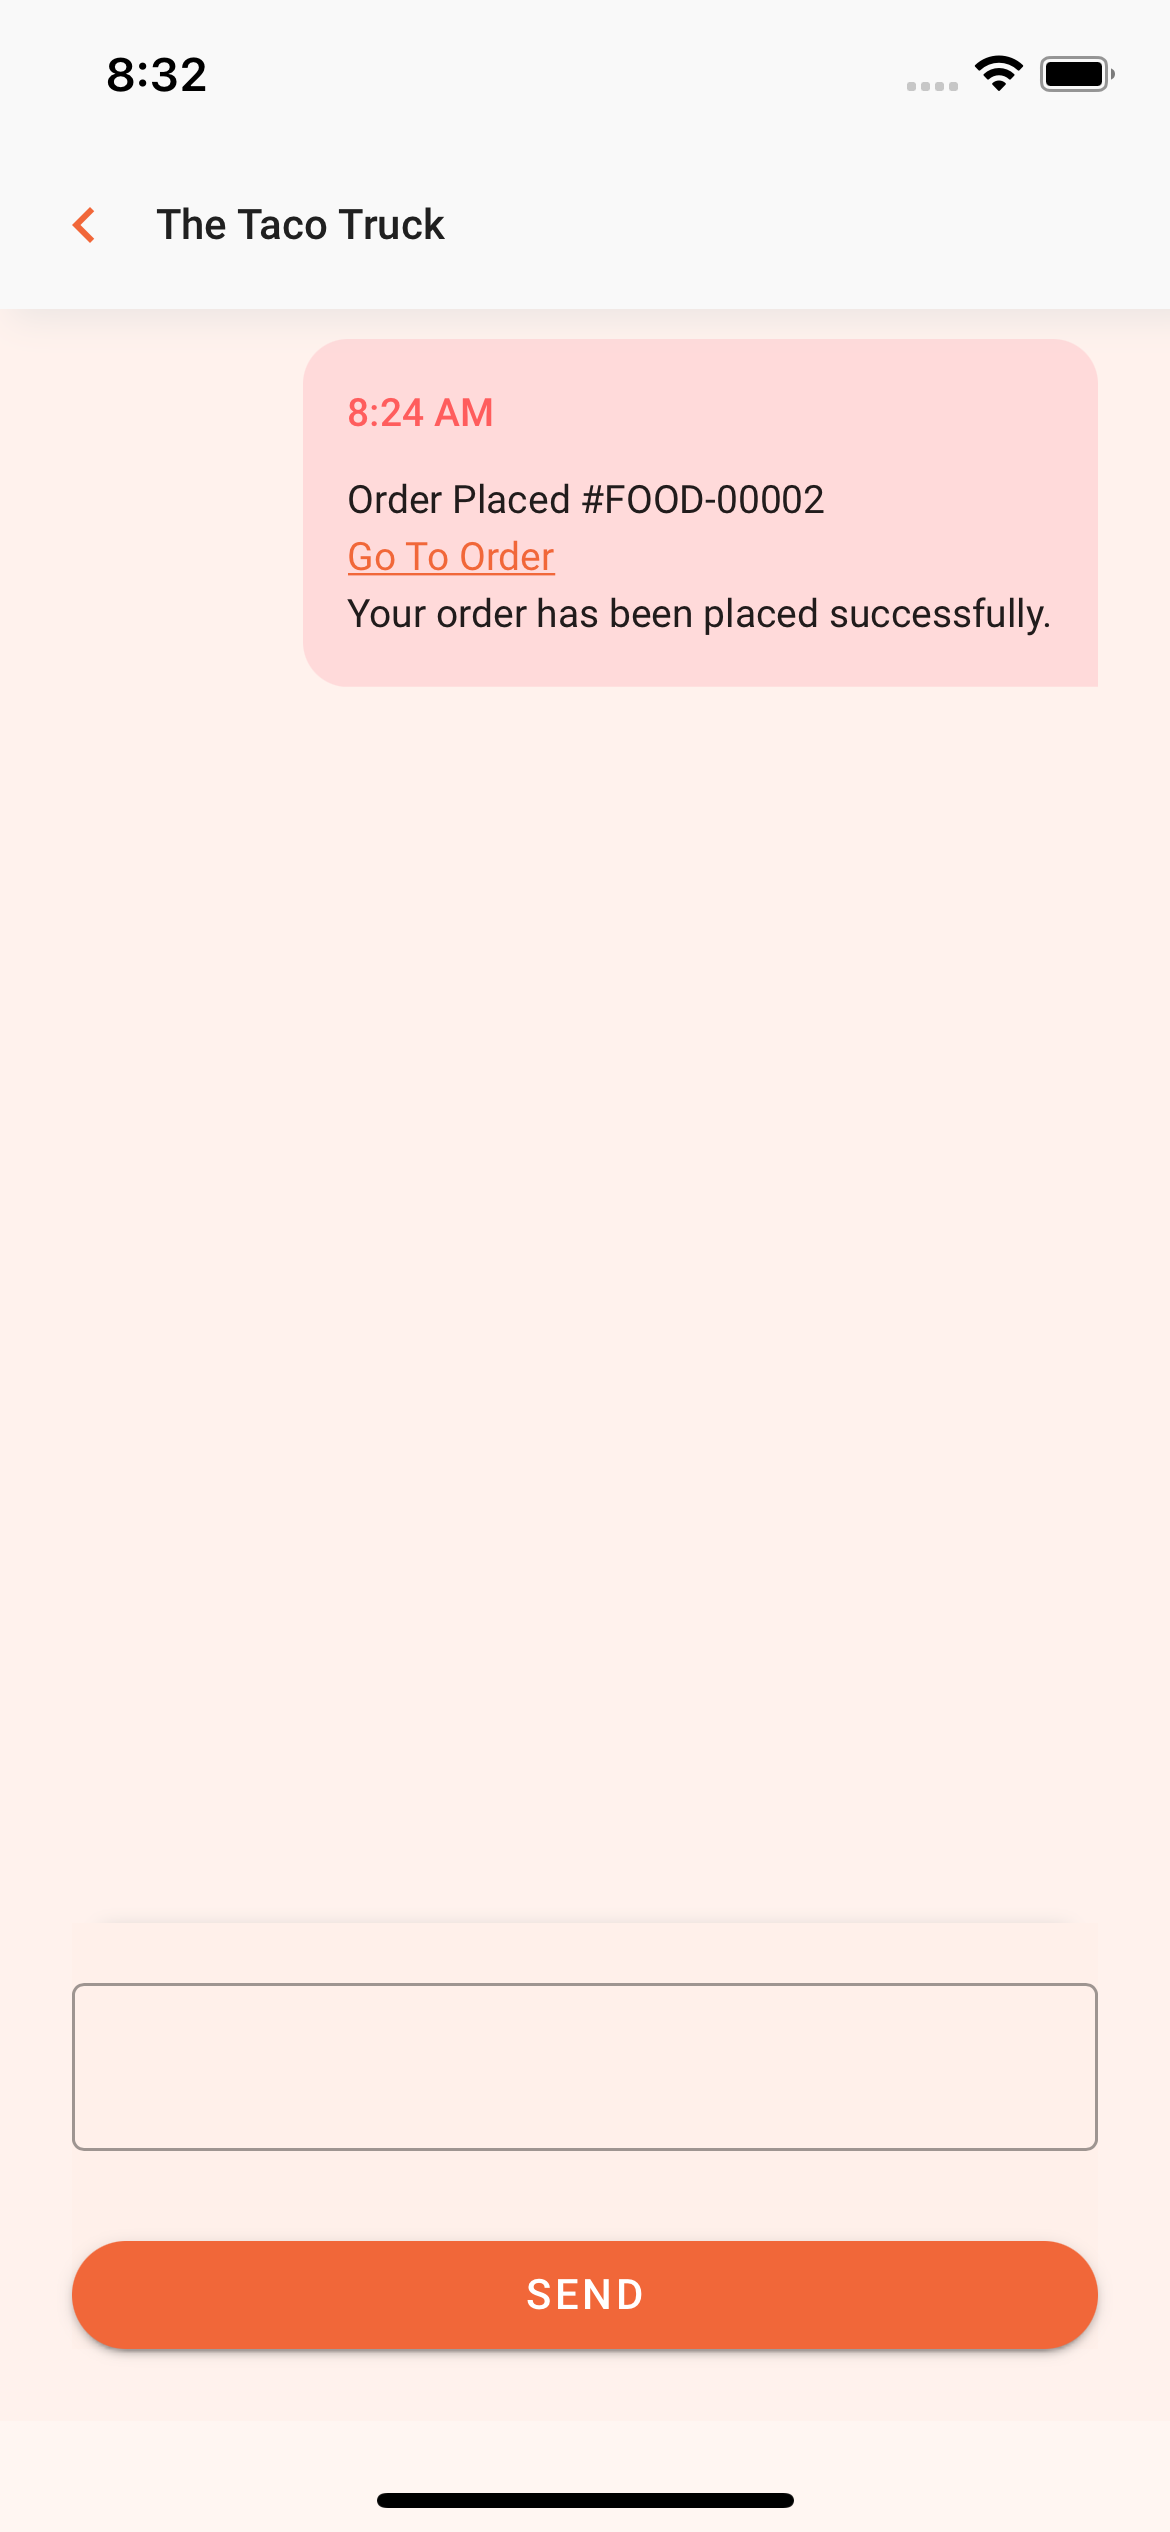 8:32
The Taco Truck
8:24 AM
Order Placed #FOOD-00002
Go To Order
Your order has been placed successfully.
SEND